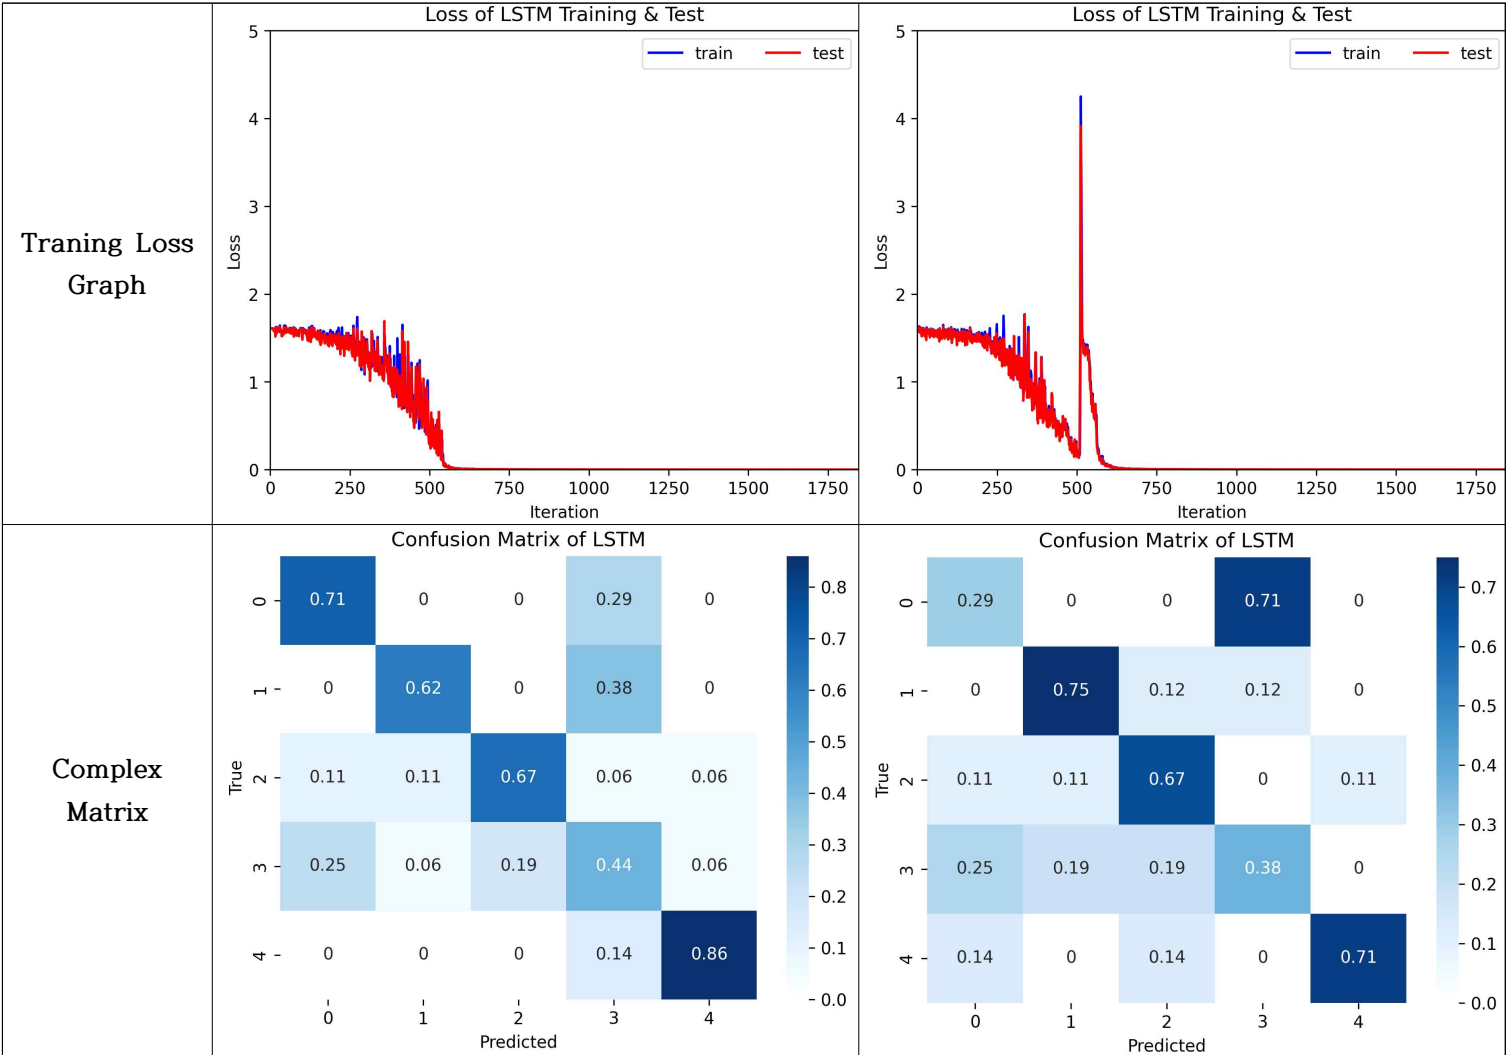 Traning Loss
Graph
Loss of LSTM Training & Test
train test
5
4
3
2
1
0
Loss
0 250 500 750 1000 1250 1500 1750
Iteration
Loss of LSTM Training & Test
train test
5
4
3
2
1
0
Loss
0 250 500 750 1000 1250 1500 1750
Iteration
Complex
Matrix
Confusion Matrix of LSTM
0 0.71 0 0 0.29 0
1 0 0.62 0 0.38 0
2 0.11 0.11 0.67 0.06 0.06
3 0.25 0.06 0.19 0.44 0.06
4 0 0 0 0.14 0.86
0 1 2 3 4
True
Predicted
0.8
0.7
0.6
0.5
0.4
0.3
0.2
0.1
0.0
Confusion Matrix of LSTM
0 0.29 0 0 0.71 0
1 0 0.75 0.12 0.12 0
2 0.11 0.11 0.67 0 0.11
3 0.25 0.19 0.19 0.38 0
4 0.14 0 0.14 0 0.71
0 1 2 3 4
True
Predicted
0.7
0.6
0.5
0.4
0.3
0.2
0.1
0.0